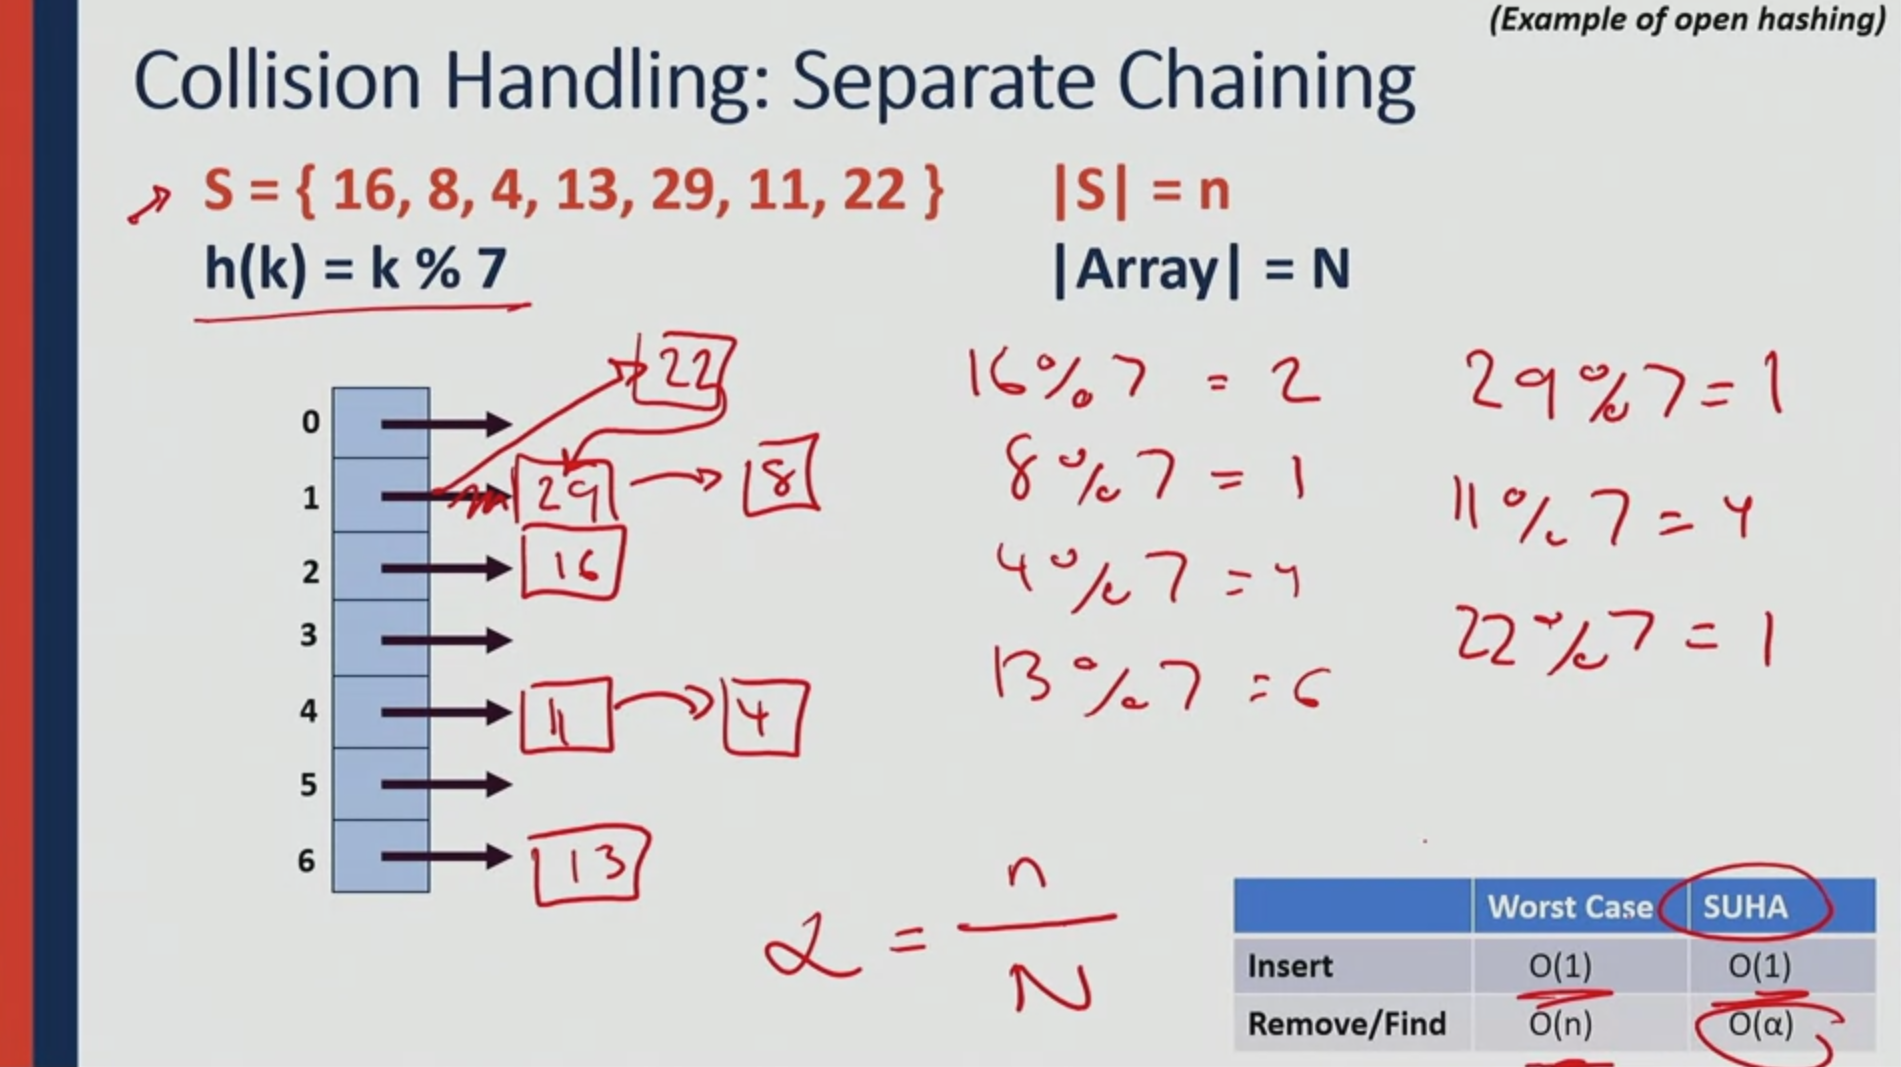 (Example of open hashing)
Collision Handling: Separate Chaining
S = { 16, 8, 4, 13, 29, 11, 22 } |S| = n
h(k) = k % 7 |Array| = N
22
0
1 29 8
2 16
3
4 11 4
5
6 13
16%7 = 2
8%7 = 1
4%7 = 4
13%7 = 6
29%7 = 1
11%7 = 4
22%7 = 1
α = n
N
Worst Case SUHA
Insert O(1) O(1)
Remove/Find O(n) O(α)